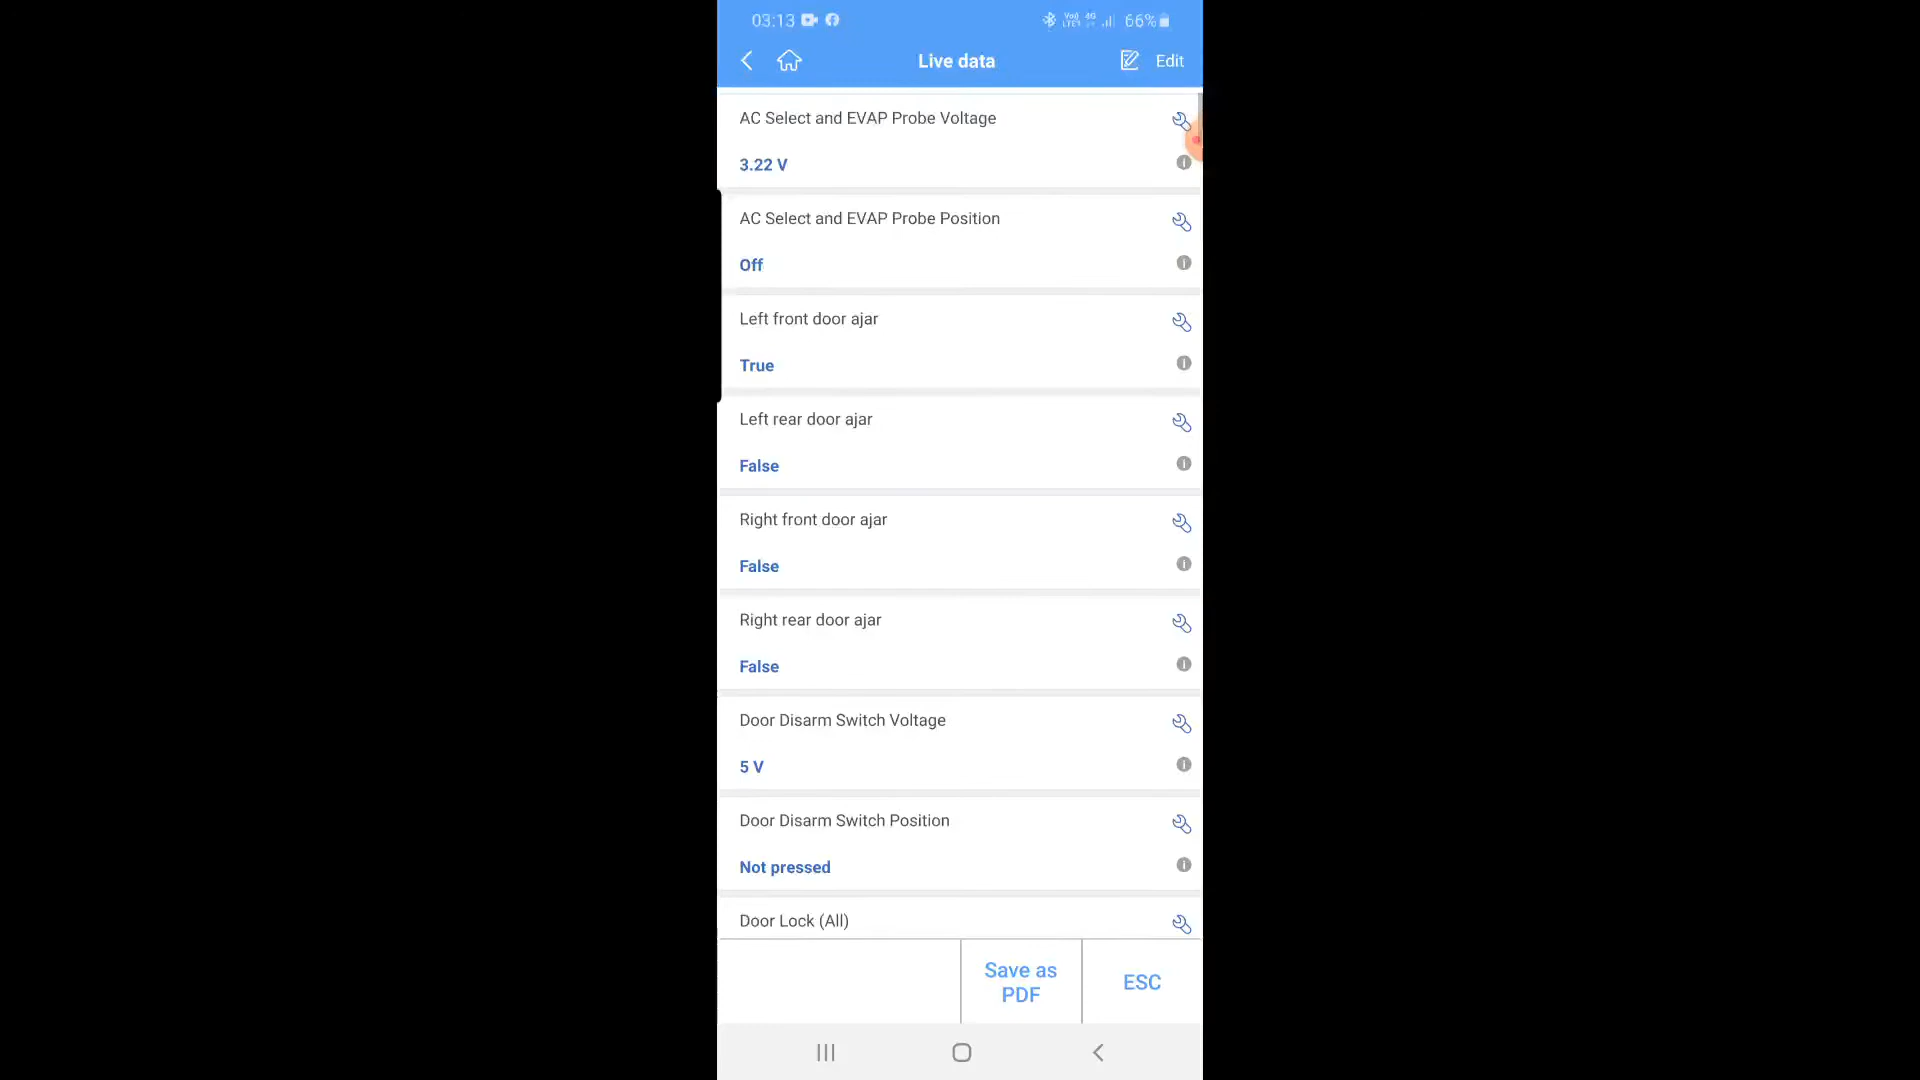 03:13 66%
Live data Edit
AC Select and EVAP Probe Voltage
3.22 V
AC Select and EVAP Probe Position
Off
Left front door ajar
True
Left rear door ajar
False
Right front door ajar
False
Right rear door ajar
False
Door Disarm Switch Voltage
5 V
Door Disarm Switch Position
Not pressed
Door Lock (All)
Save as
PDF
ESC